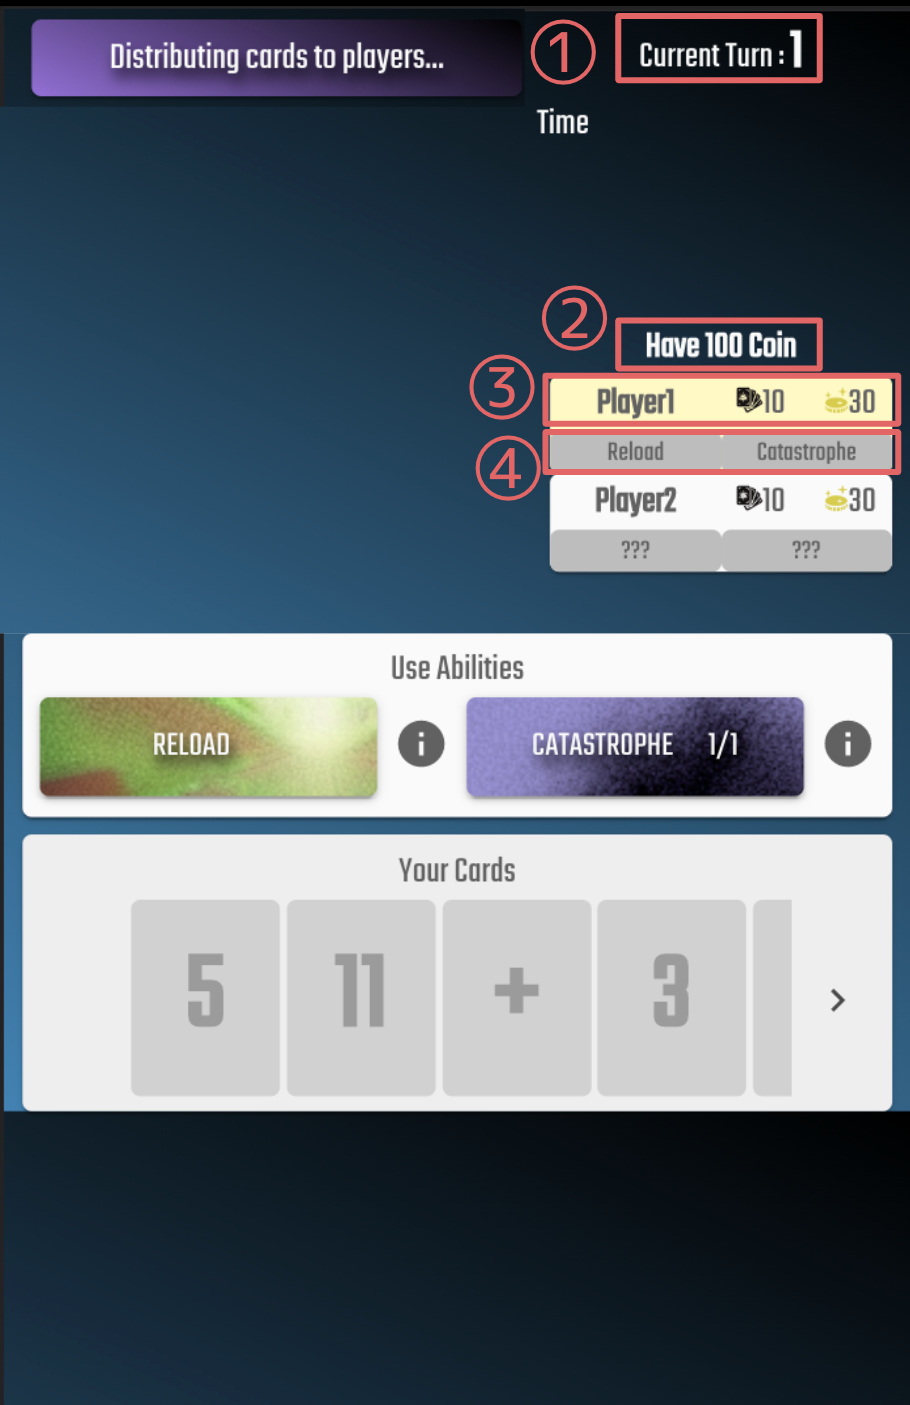 Distributing cards to players...
① Current Turn : 1
Time
② Have 100 Coin
③ Player1 10 30
④ Reload Catastrophe
Player2 10 30
??? ???
Use Abilities
RELOAD i CATASTROPHE 1/1 i
Your Cards
5 11 + 3